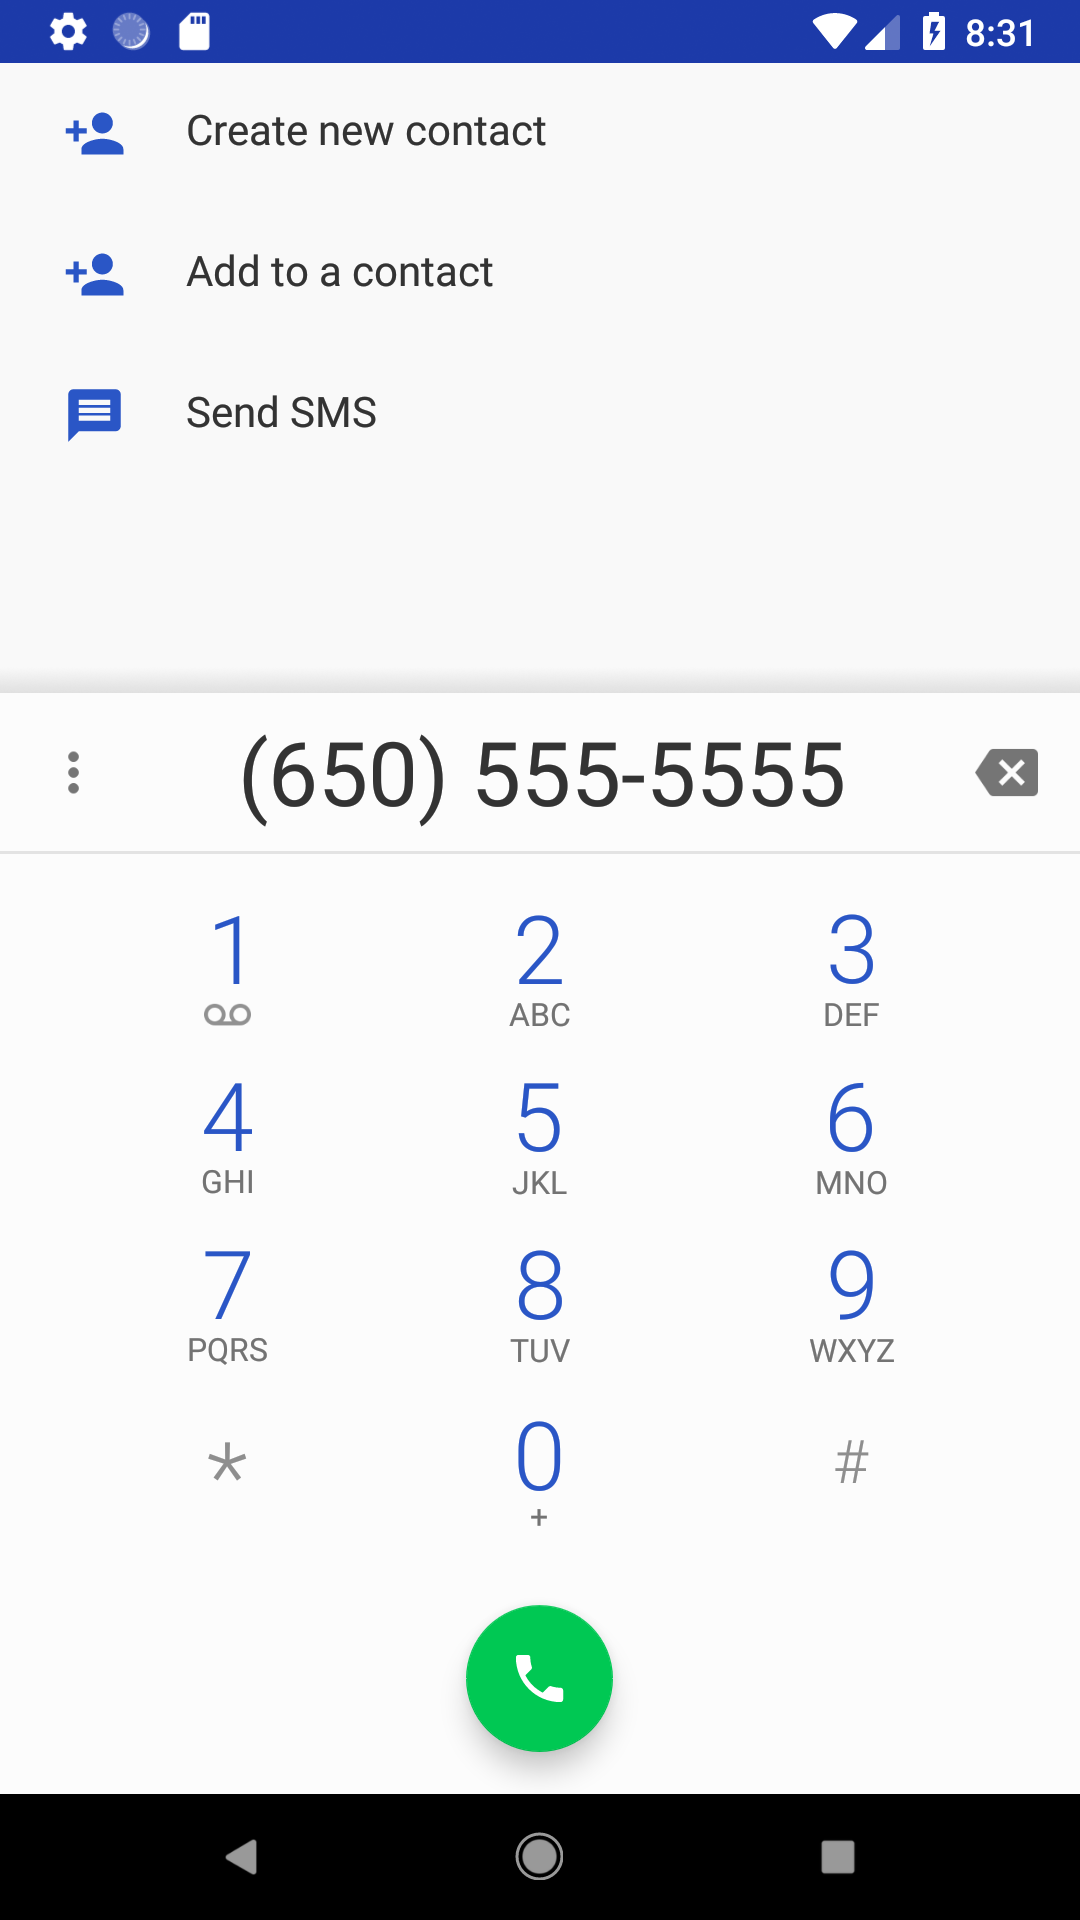 8:31
Create new contact
Add to a contact
Send SMS
(650) 555-5555
1 2 3
ABC DEF
4 5 6
GHI JKL MNO
7 8 9
PQRS TUV WXYZ
* 0 #
+